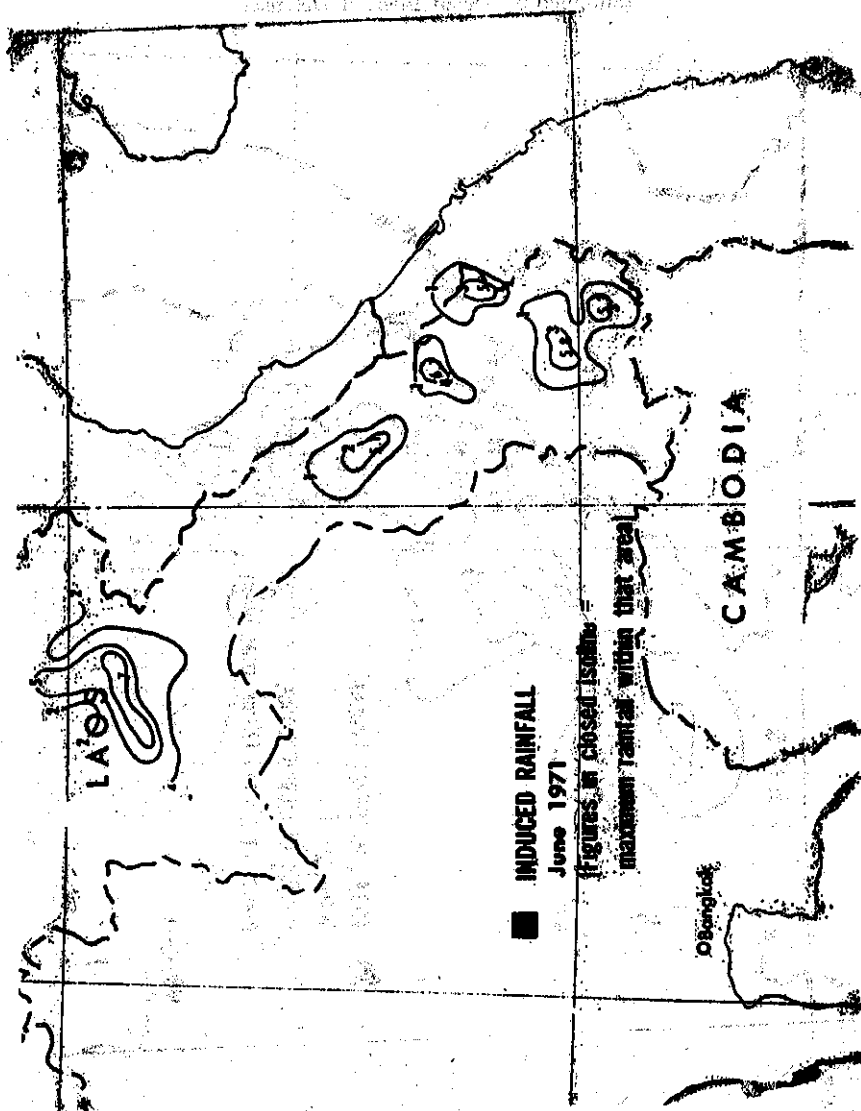 LAOS
INDUCED RAINFALL
June 1971
(Figures in closed isoline =
maximum rainfall within that area)
CAMBODIA
Bangkok